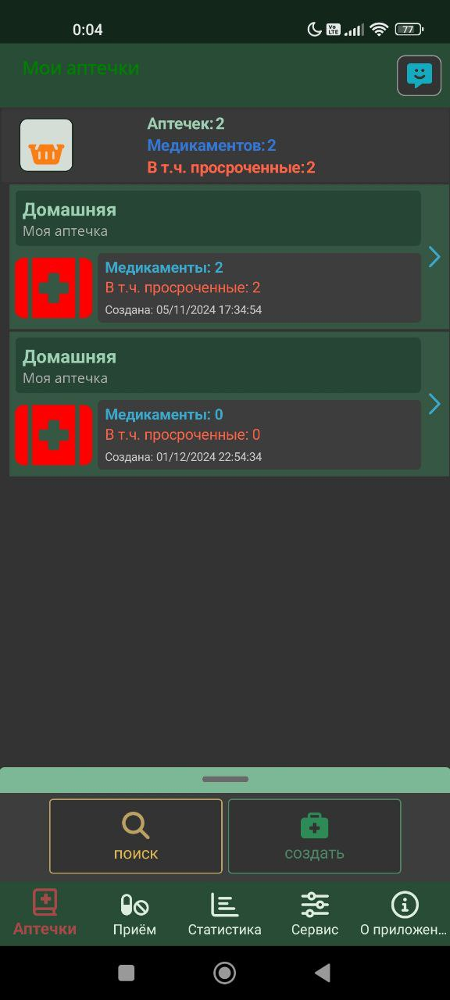 0:04
Vo LTE
77
Мои аптечки
Аптечек: 2
Медикаментов: 2
В т.ч. просроченные: 2
Домашняя
Моя аптечка
Медикаменты: 2
В т.ч. просроченные: 2
Создана: 05/11/2024 17:34:54
Домашняя
Моя аптечка
Медикаменты: 0
В т.ч. просроченные: 0
Создана: 01/12/2024 22:54:34
поиск
создать
Аптечки
Приём
Статистика
Сервис
О приложен...